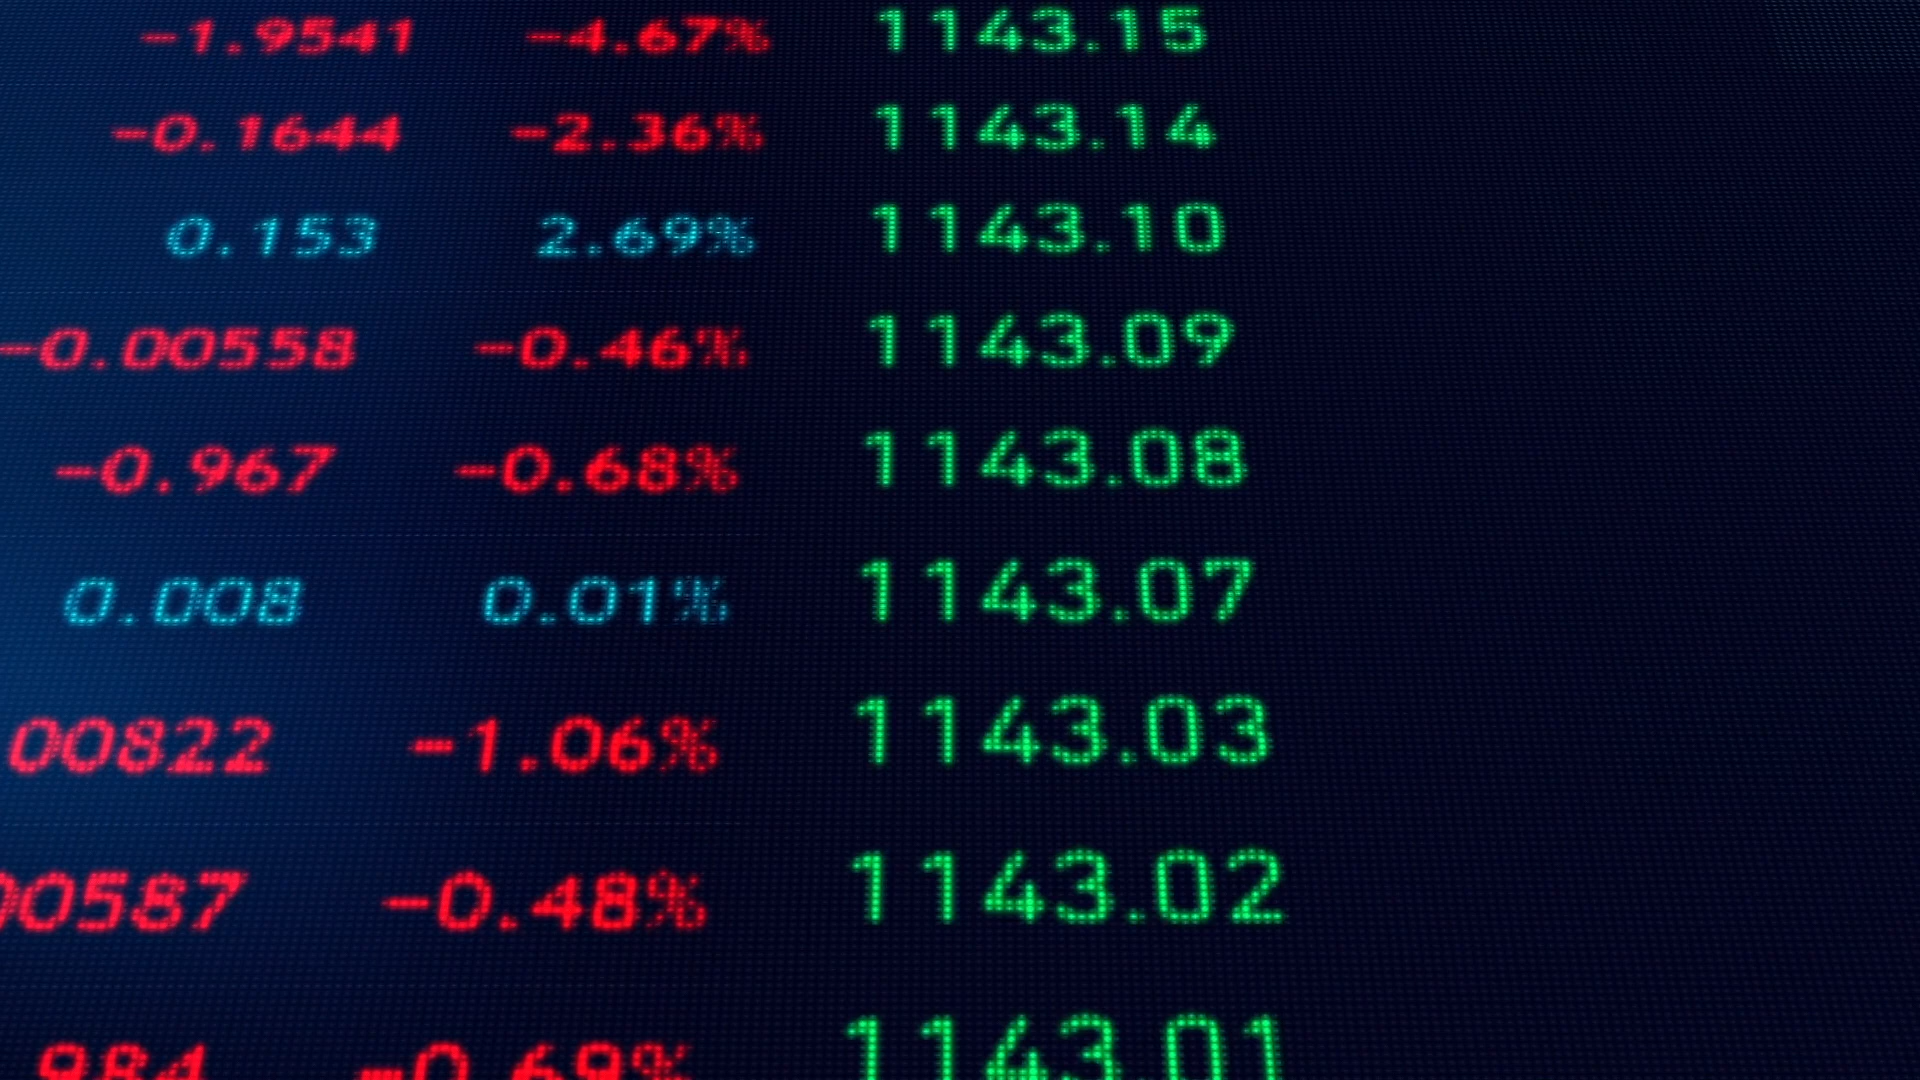 -1.9541 -4.67% 1143.15
-0.1644 -2.36% 1143.14
0.153 2.69% 1143.10
-0.00558 -0.46% 1143.09
-0.967 -0.68% 1143.08
0.008 0.01% 1143.07
00822 -1.06% 1143.03
00587 -0.48% 1143.02
984 -0.69% 1143.01